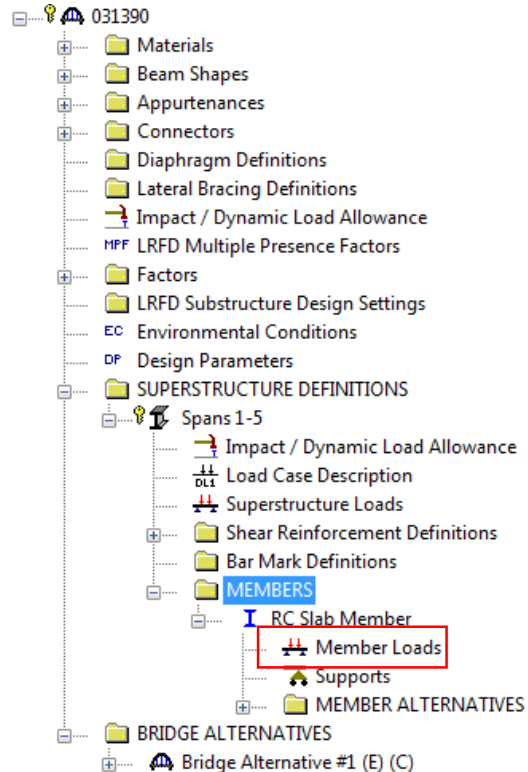 031390
Materials
Beam Shapes
Appurtenances
Connectors
Diaphragm Definitions
Lateral Bracing Definitions
Impact / Dynamic Load Allowance
MPF LRFD Multiple Presence Factors
Factors
LRFD Substructure Design Settings
EC Environmental Conditions
DP Design Parameters
SUPERSTRUCTURE DEFINITIONS
Spans 1-5
Impact / Dynamic Load Allowance
DL1 Load Case Description
Superstructure Loads
Shear Reinforcement Definitions
Bar Mark Definitions
MEMBERS
RC Slab Member
Member Loads
Supports
MEMBER ALTERNATIVES
BRIDGE ALTERNATIVES
Bridge Alternative #1 (E) (C)